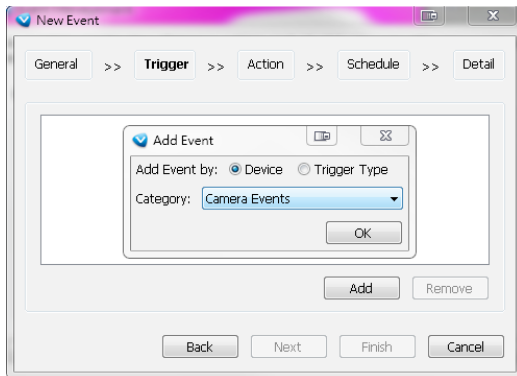 New Event
General >> Trigger >> Action >> Schedule >> Detail
Add Event
Add Event by: Device Trigger Type
Category: Camera Events
OK
Add Remove
Back Next Finish Cancel